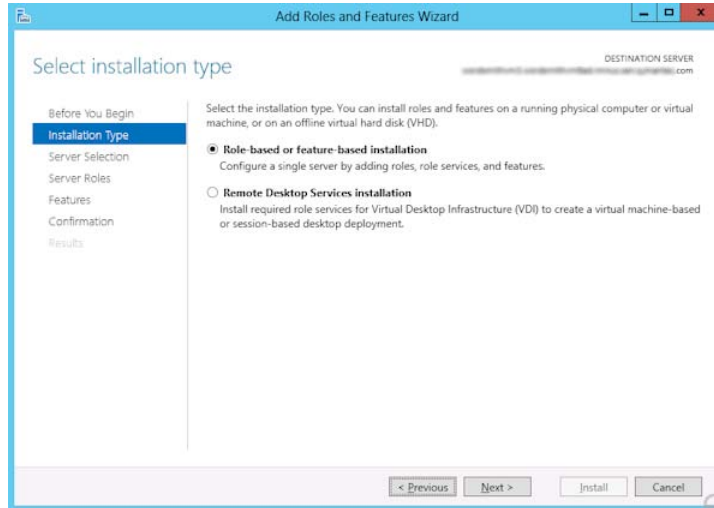 Add Roles and Features Wizard
Select installation type
DESTINATION SERVER
.com
Before You Begin
Installation Type
Server Selection
Server Roles
Features
Confirmation
Results
Select the installation type. You can install roles and features on a running physical computer or virtual
machine, or on an offline virtual hard disk (VHD).
Role-based or feature-based installation
Configure a single server by adding roles, role services, and features.
Remote Desktop Services installation
Install required role services for Virtual Desktop Infrastructure (VDI) to create a virtual machine-based
or session-based desktop deployment.
< Previous
Next >
Install
Cancel